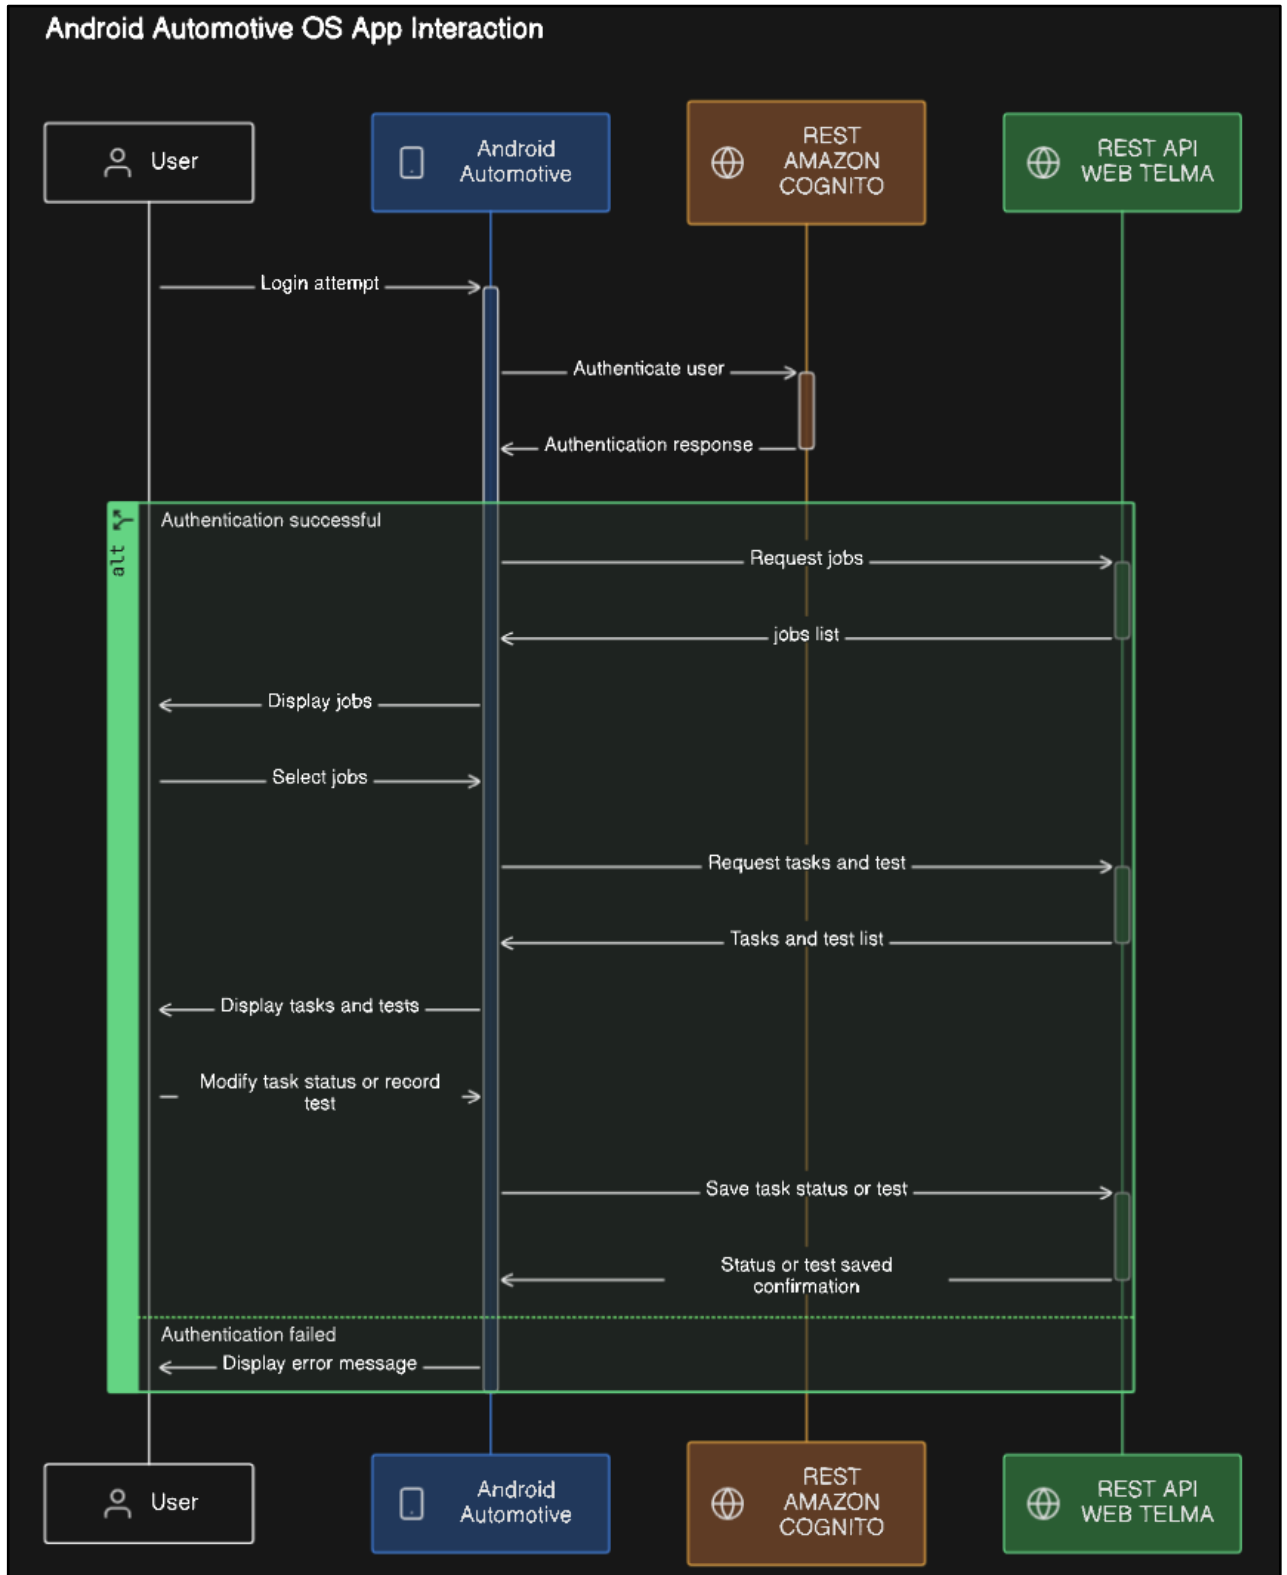 Android Automotive OS App Interaction
User
Android
Automotive
REST
AMAZON
COGNITO
REST API
WEB TELMA
Login attempt
Authenticate user
Authentication response
alt
Authentication successful
Request jobs
jobs list
Display jobs
Select jobs
Request tasks and test
Tasks and test list
Display tasks and tests
Modify task status or record
test
Save task status or test
Status or test saved
confirmation
Authentication failed
Display error message
User
Android
Automotive
REST
AMAZON
COGNITO
REST API
WEB TELMA